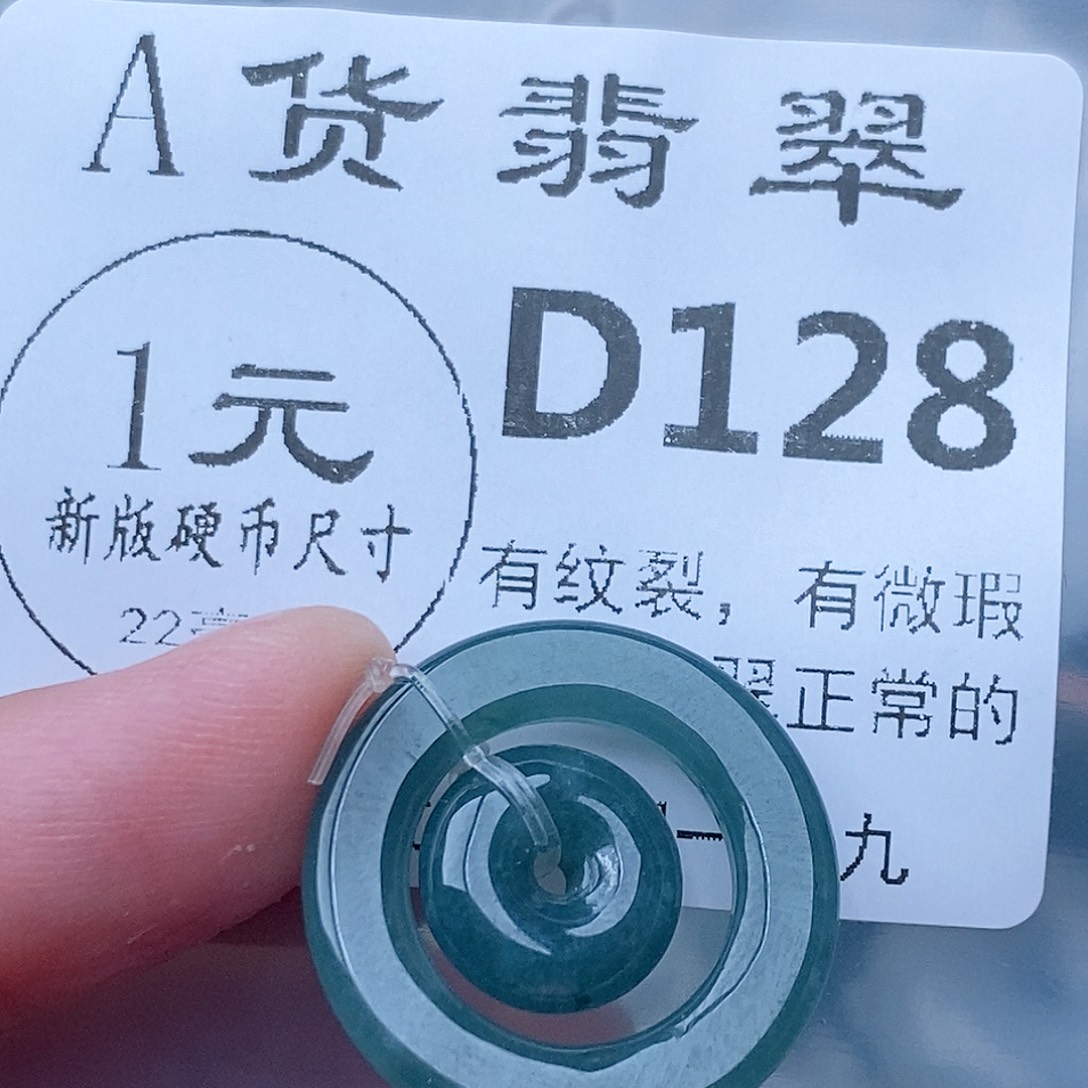 A货翡翠
D128
1元
新版硬币尺寸
22
有纹裂，有微瑕
翠正常的
九